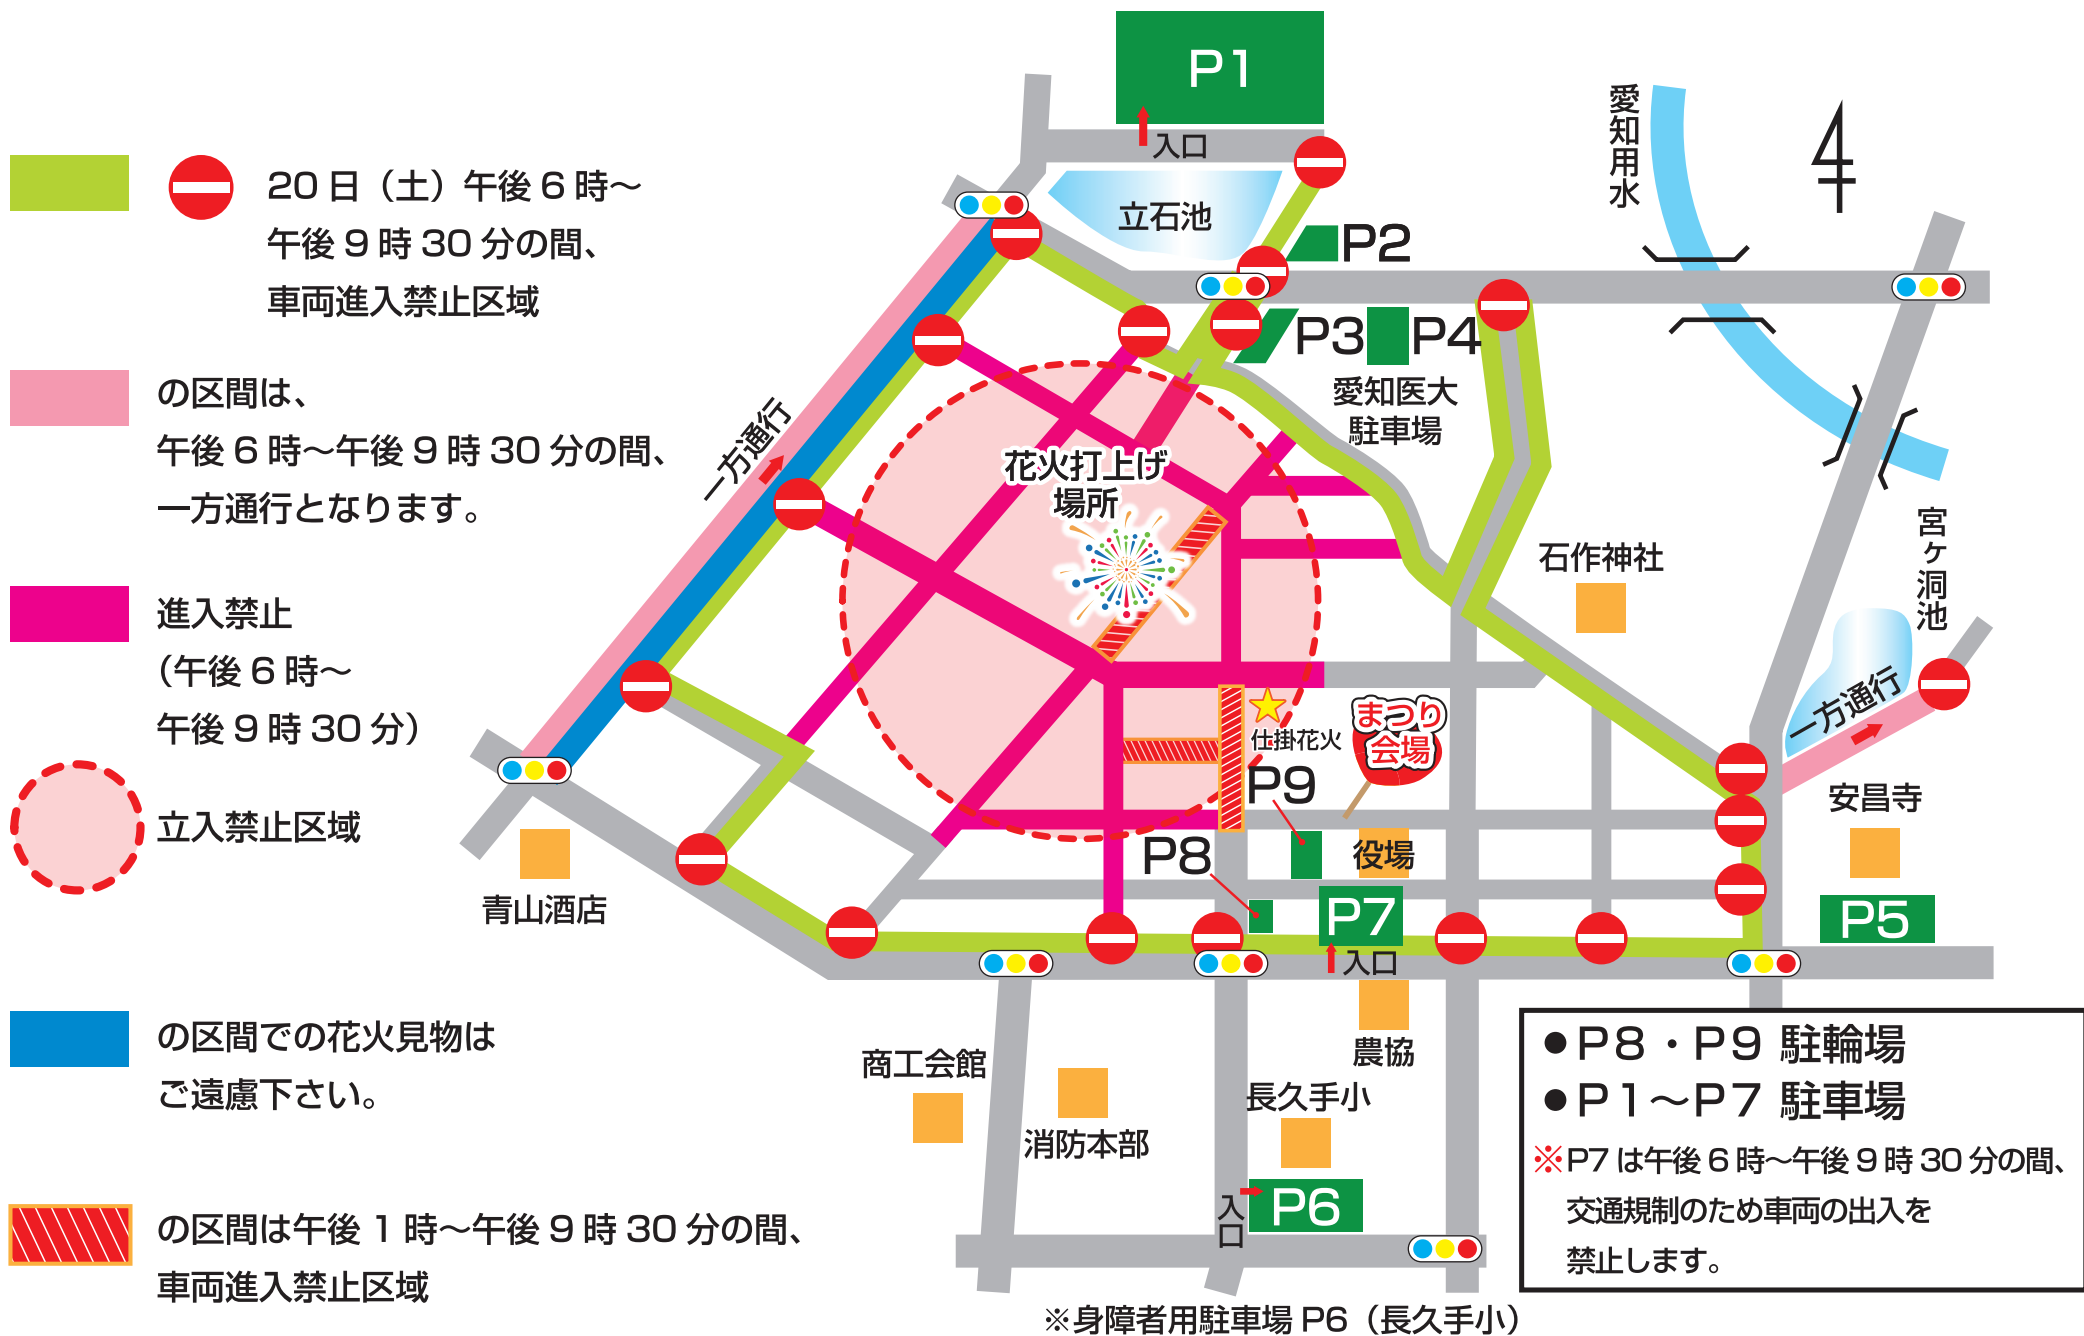 20日（土）午後6時～
午後9時30分の間、
車両進入禁止区域
の区間は、
午後6時～午後9時30分の間、
一方通行となります。
進入禁止
（午後6時～
午後9時30分）
立入禁止区域
の区間での花火見物は
ご遠慮下さい。
の区間は午後1時～午後9時30分の間、
車両進入禁止区域
P1
入口
立石池
P2
P3
P4
愛知医大
駐車場
愛知用水
4
一方通行
花火打上げ
場所
石作神社
宮ヶ洞池
一方通行
仕掛花火
まつり
会場
P9
P8
役場
P7
入口
安昌寺
P5
青山酒店
農協
商工会館
消防本部
長久手小
P6
入口
●P8・P9 駐輪場
●P1～P7 駐車場
※P7は午後6時～午後9時30分の間、
交通規制のため車両の出入を
禁止します。
※身障者用駐車場P6（長久手小）